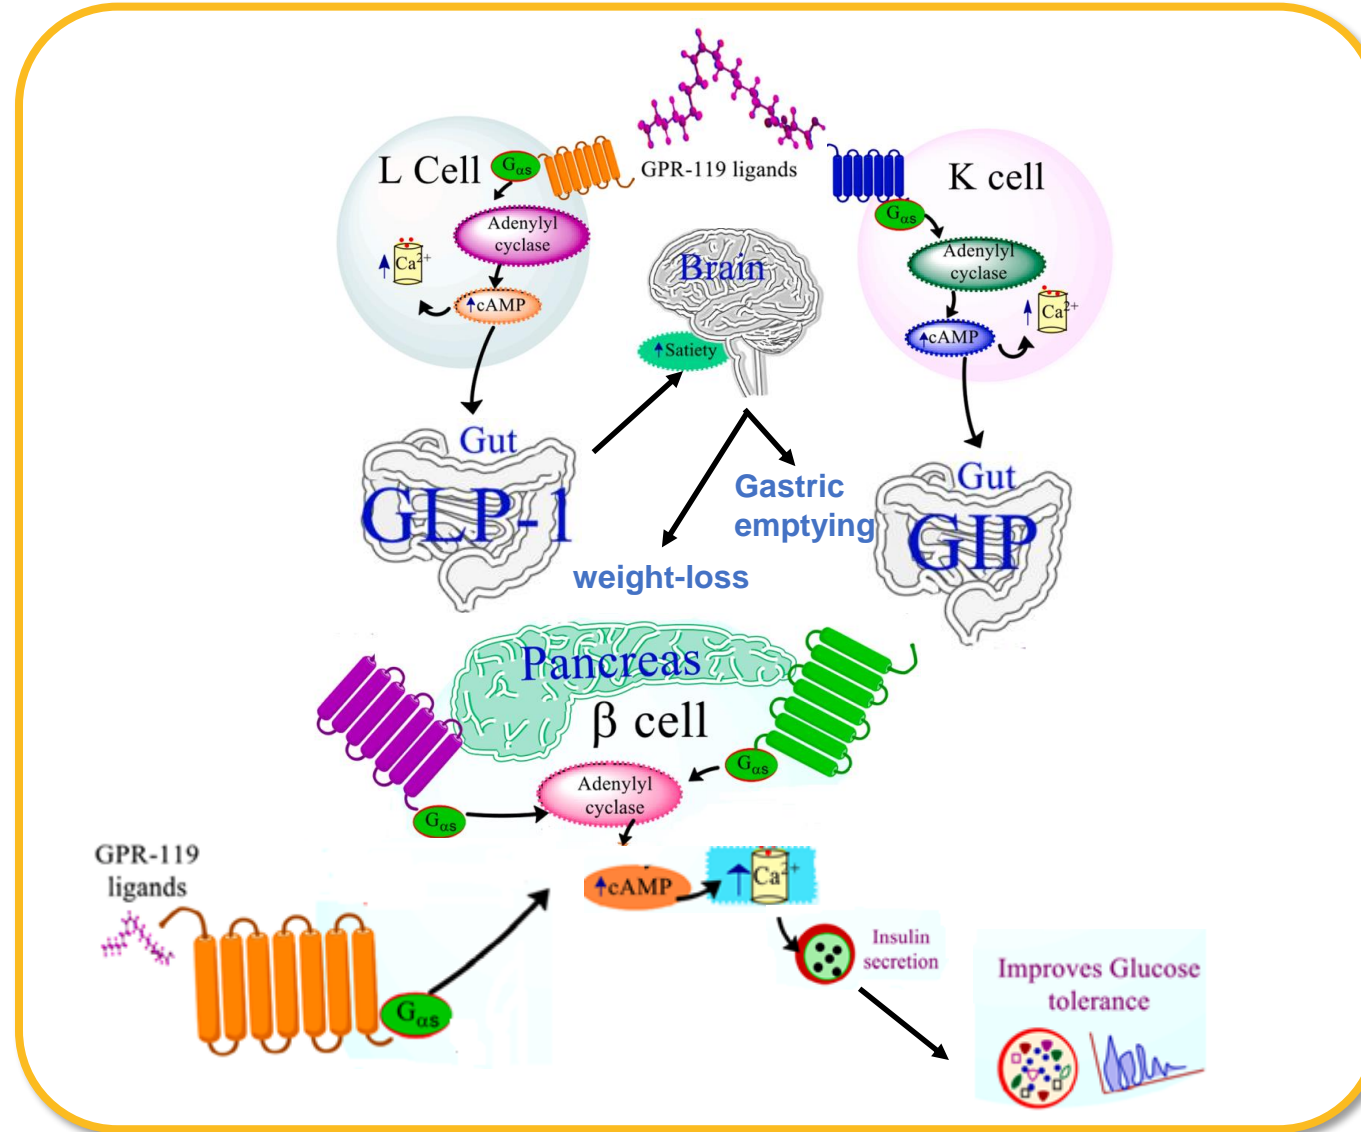 L Cell
Gαs
GPR-119 ligands
K cell
Gαs
Adenylyl
cyclase
Adenylyl
cyclase
Ca2+
↑cAMP
Brain
↑Satiety
Ca2+
↑cAMP
Gut
GLP-1
Gastric
emptying
Gut
GIP
weight-loss
Pancreas
β cell
Gαs
Adenylyl
cyclase
Gαs
GPR-119
ligands
↑cAMP
↑Ca2+
Insulin
secretion
Gαs
Improves Glucose
tolerance